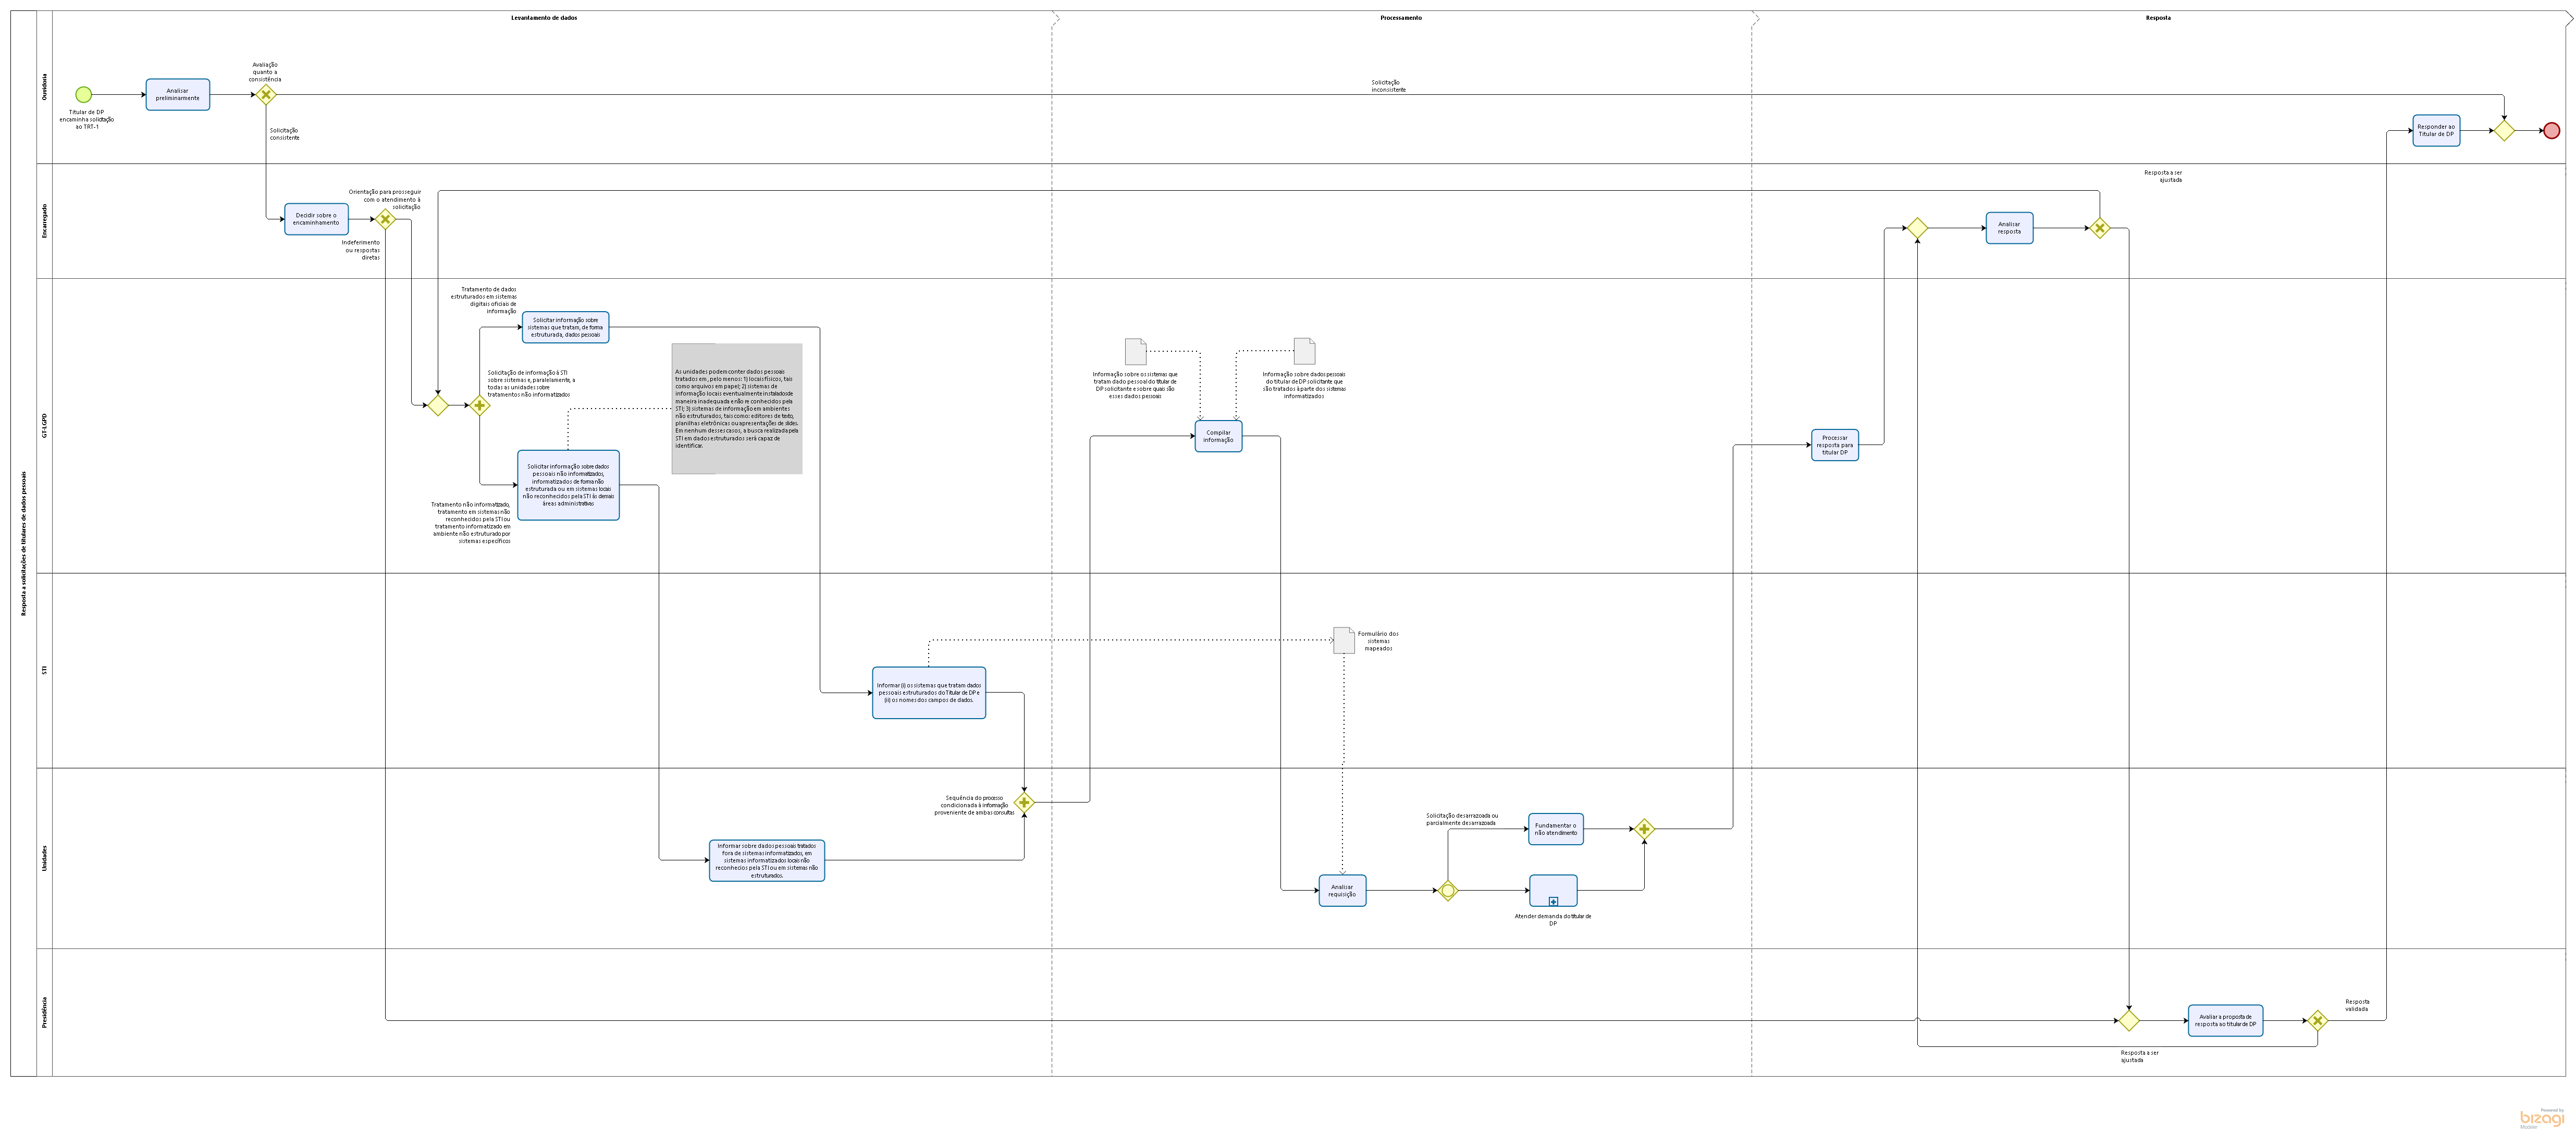 Levantamento de dados
Processamento
Resposta
Resposta a solicitações de titulares de dados pessoais
Ouvidoria
Titular de DP
encaminha solicitação
ao TRT-1
Analisar
preliminarmente
Avaliação
quanto a
consistência
Solicitação
consistente
Solicitação
inconsistente
Responder ao
Titular de DP
Encarregado
Decidir sobre o
encaminhamento
Orientação para prosseguir
com o atendimento à
solicitação
Indeferimento
ou respostas
diretas
Analisar
resposta
Resposta a ser
ajustada
GT-LGPD
Tratamento de dados
estruturados em sistemas
digitais oficiais de
informação
Solicitar informação sobre
sistemas que tratam, de forma
estruturada, dados pessoais
Solicitação de informação à STI
sobre sistemas e, paralelamente, a
todas as unidades sobre
tratamentos não informatizados
As unidades podem conter dados pessoais
tratados em, pelo menos: 1) locais físicos, tais
como arquivos em papel; 2) sistemas de
informação locais eventualmente instalados de
maneira inadequada e não re conhecidos pela
STI; 3) sistemas de informação em ambientes
não estruturados, tais como: editores de texto,
planilhas eletrônicas ou apresentações de slides.
Em nenhum desses casos, a busca realizada pela
STI em dados estruturados será capaz de
identificar.
Solicitar informação sobre dados
pessoais não informatizados,
informatizados de forma não
estruturada ou em sistemas locais
não reconhecidos pela STI às demais
áreas administrativas
Tratamento não informatizado,
tratamento em sistemas não
reconhecidos pela STI ou
tratamento informatizado em
ambiente não estruturado por
sistemas específicos
Informação sobre os sistemas que
tratam dado pessoal do titular de
DP solicitante e sobre quais são
esses dados pessoais
Informação sobre dados pessoais
do titular de DP solicitante que
são tratados à parte dos sistemas
informatizados
Compilar
informação
Processar
resposta para
titular DP
STI
Informar (i) os sistemas que tratam dados
pessoais estruturados do Titular de DP e
(ii) os nomes dos campos de dados.
Formulário dos
sistemas
mapeados
Unidades
Sequência do processo
condicionada à informação
proveniente de ambas consultas
Informar sobre dados pessoais tratados
fora de sistemas informatizados, em
sistemas informatizados locais não
reconhecios pela STI ou em sistemas não
estruturados.
Analisar
requisição
Solicitação desarrazoada ou
parcialmente desarrazoada
Fundamentar o
não atendimento
Atender demanda do titular de
DP
Presidência
Avaliar a proposta de
resposta ao titular de DP
Resposta
validada
Resposta a ser
ajustada
Powered by
bizagi
Modeler